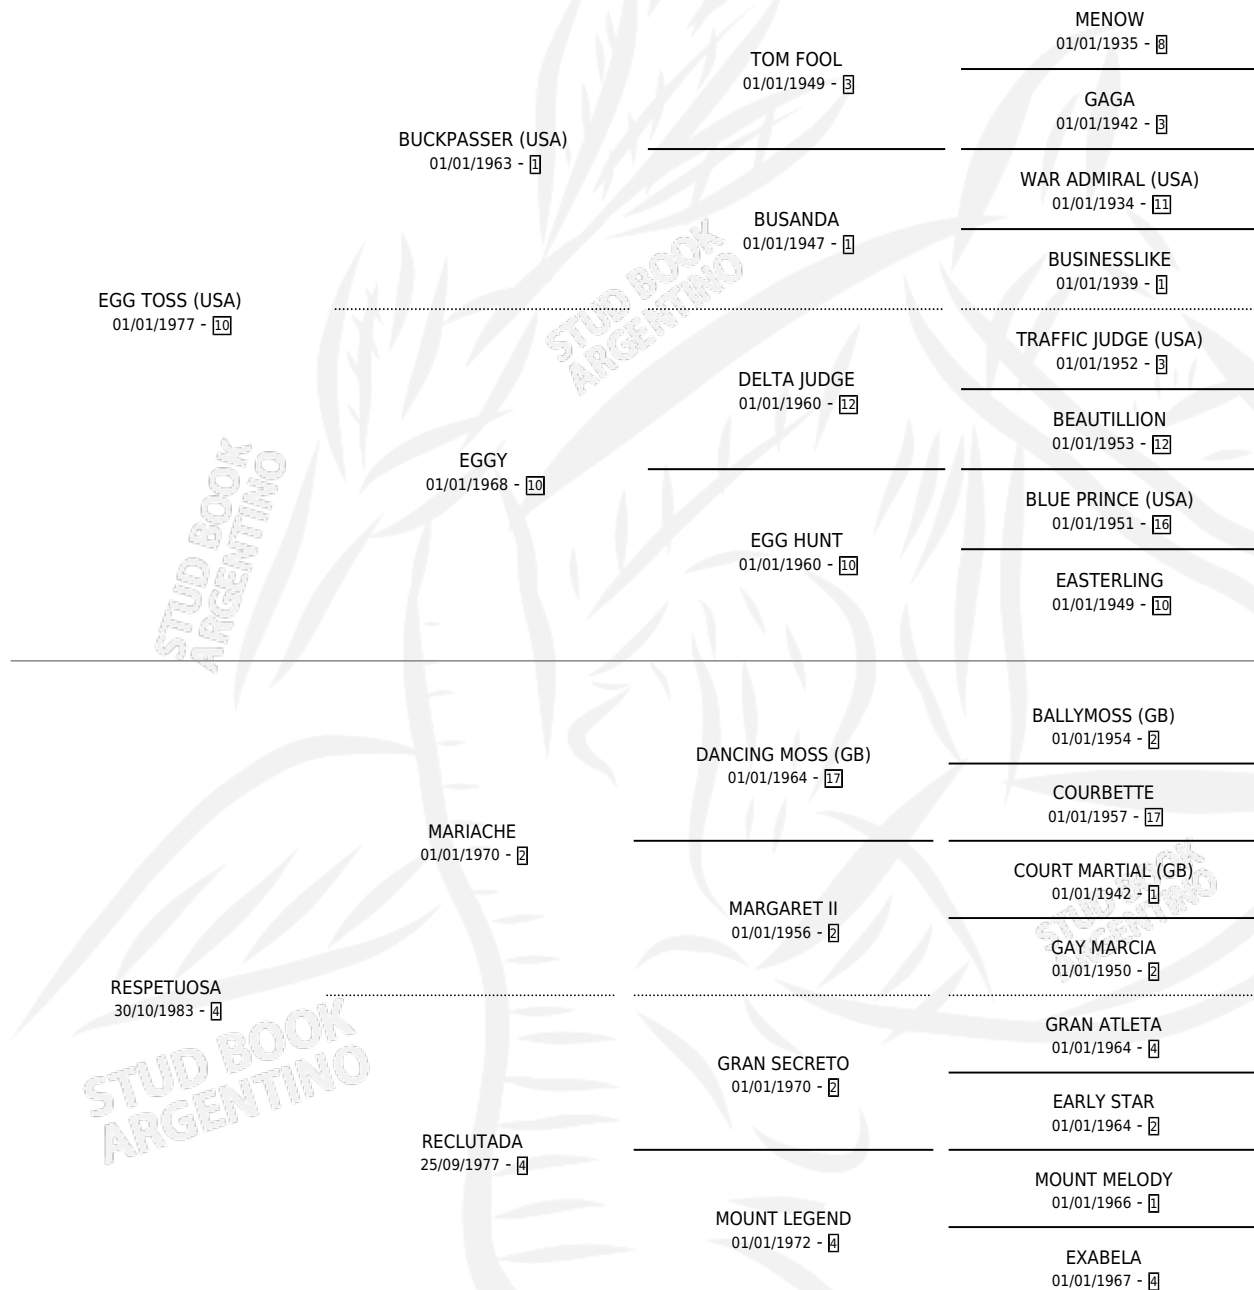 MENOW
01/01/1935 - 8
TOM FOOL
01/01/1949 - 3
GAGA
01/01/1942 - 3
BUCKPASSER (USA)
01/01/1963 - 1
WAR ADMIRAL (USA)
01/01/1934 - 11
BUSANDA
01/01/1947 - 1
BUSINESSLIKE
01/01/1939 - 1
EGG TOSS (USA)
01/01/1977 - 10
TRAFFIC JUDGE (USA)
01/01/1952 - 3
DELTA JUDGE
01/01/1960 - 12
BEAUTILLION
01/01/1953 - 12
EGGY
01/01/1968 - 10
BLUE PRINCE (USA)
01/01/1951 - 16
EGG HUNT
01/01/1960 - 10
EASTERLING
01/01/1949 - 10
BALLYMOSS (GB)
01/01/1954 - 2
DANCING MOSS (GB)
01/01/1964 - 17
COURBETTE
01/01/1957 - 17
MARIACHE
01/01/1970 - 2
COURT MARTIAL (GB)
01/01/1942 - 1
MARGARET II
01/01/1956 - 2
GAY MARCIA
01/01/1950 - 2
RESPETUOSA
30/10/1983 - 4
GRAN ATLETA
01/01/1964 - 4
GRAN SECRETO
01/01/1970 - 2
EARLY STAR
01/01/1964 - 2
RECLUTADA
25/09/1977 - 4
MOUNT MELODY
01/01/1966 - 1
MOUNT LEGEND
01/01/1972 - 4
EXABELA
01/01/1967 - 4
STUD BOOK
ARGENTINO
STUD BOOK
ARGENTINO
STUD BOOK
ARGENTINO
STUD BOOK
ARGENTINO